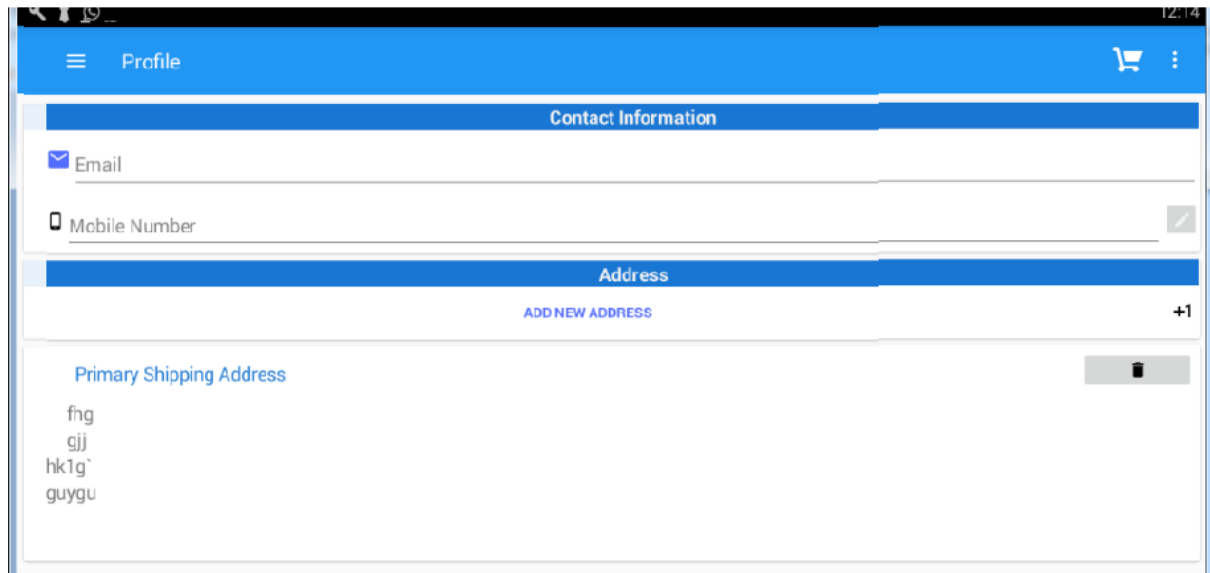 12:14
Profile
Contact Information
Email
Mobile Number
Address
ADD NEW ADDRESS
+1
Primary Shipping Address
fhg
gjj
hk1g`
guygu